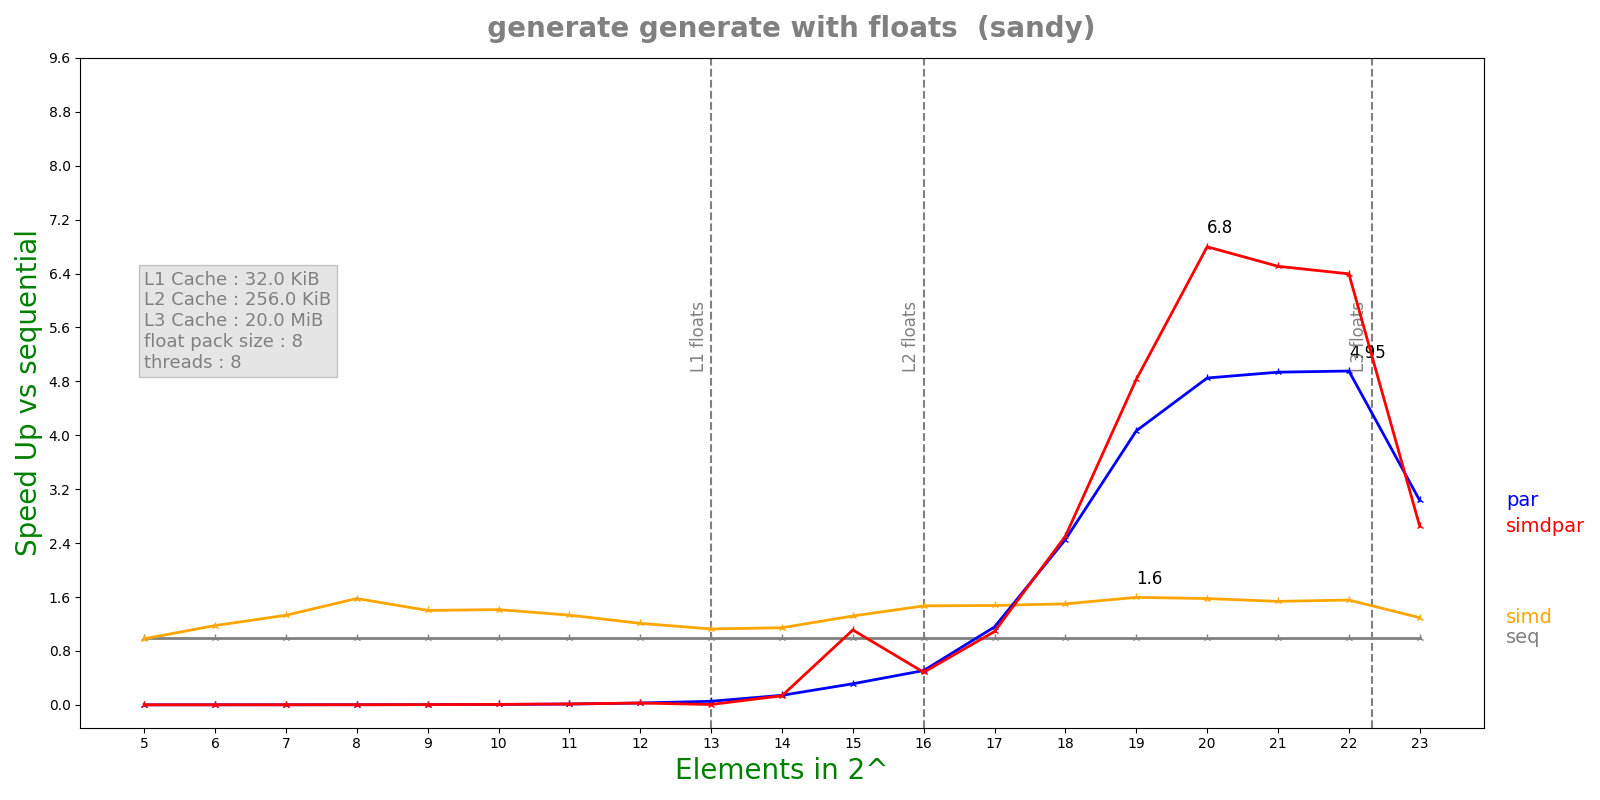 generate generate with floats  (sandy)
9.6
8.8
8.0
7.2
6.4
5.6
4.8
4.0
3.2
2.4
1.6
0.8
0.0
Speed Up vs sequential
L1 Cache : 32.0 KiB
L2 Cache : 256.0 KiB
L3 Cache : 20.0 MiB
float pack size : 8
threads : 8
L1 floats
L2 floats
L3 floats
6.8
4.95
1.6
par
simdpar
simd
seq
5 6 7 8 9 10 11 12 13 14 15 16 17 18 19 20 21 22 23
Elements in 2^